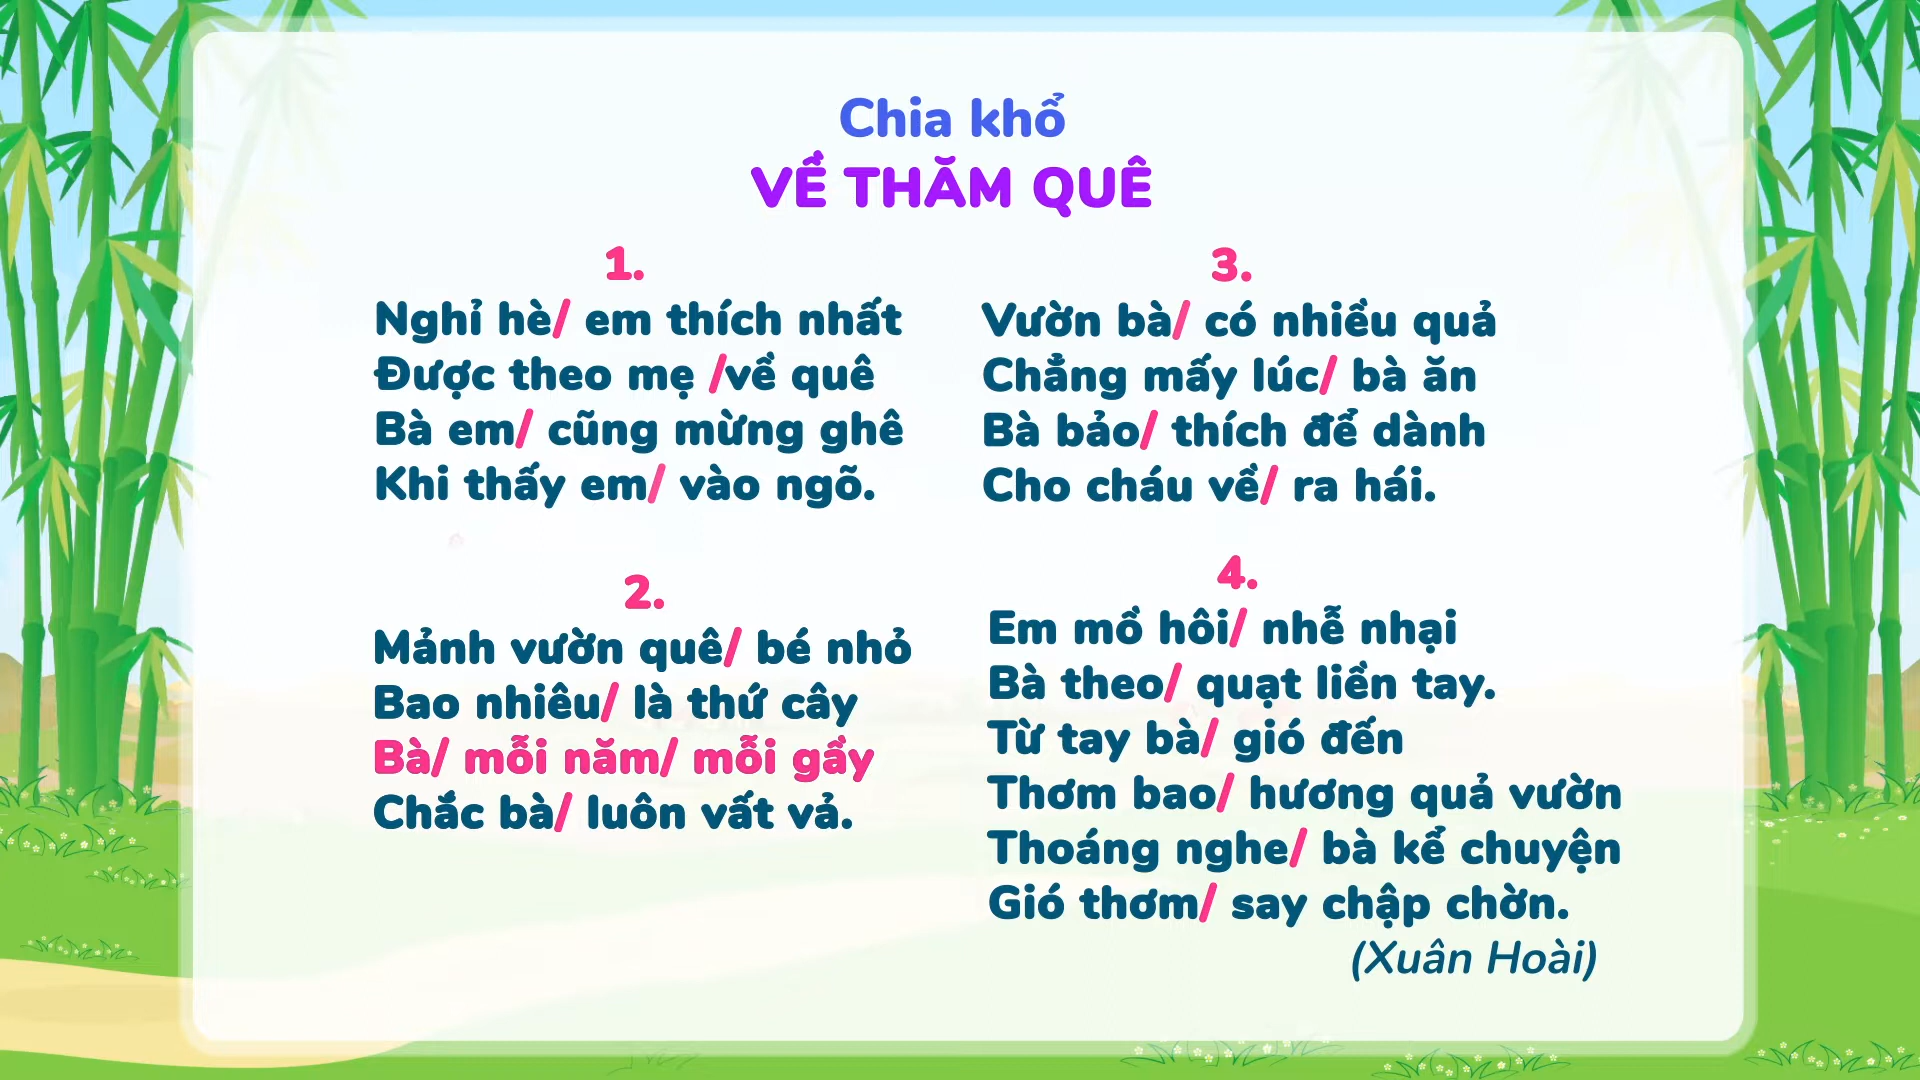 Chia khổ
VỀ THĂM QUÊ
1.
Nghỉ hè/ em thích nhất
Được theo mẹ /về quê
Bà em/ cũng mừng ghê
Khi thấy em/ vào ngõ.
2.
Mảnh vườn quê/ bé nhỏ
Bao nhiêu/ là thứ cây
Bà/ mỗi năm/ mỗi gầy
Chắc bà/ luôn vất vả.
3.
Vườn bà/ có nhiều quả
Chẳng mấy lúc/ bà ăn
Bà bảo/ thích để dành
Cho cháu về/ ra hái.
4.
Em mồ hôi/ nhễ nhại
Bà theo/ quạt liền tay.
Từ tay bà/ gió đến
Thơm bao/ hương quả vườn
Thoáng nghe/ bà kể chuyện
Gió thơm/ say chập chờn.
(Xuân Hoài)